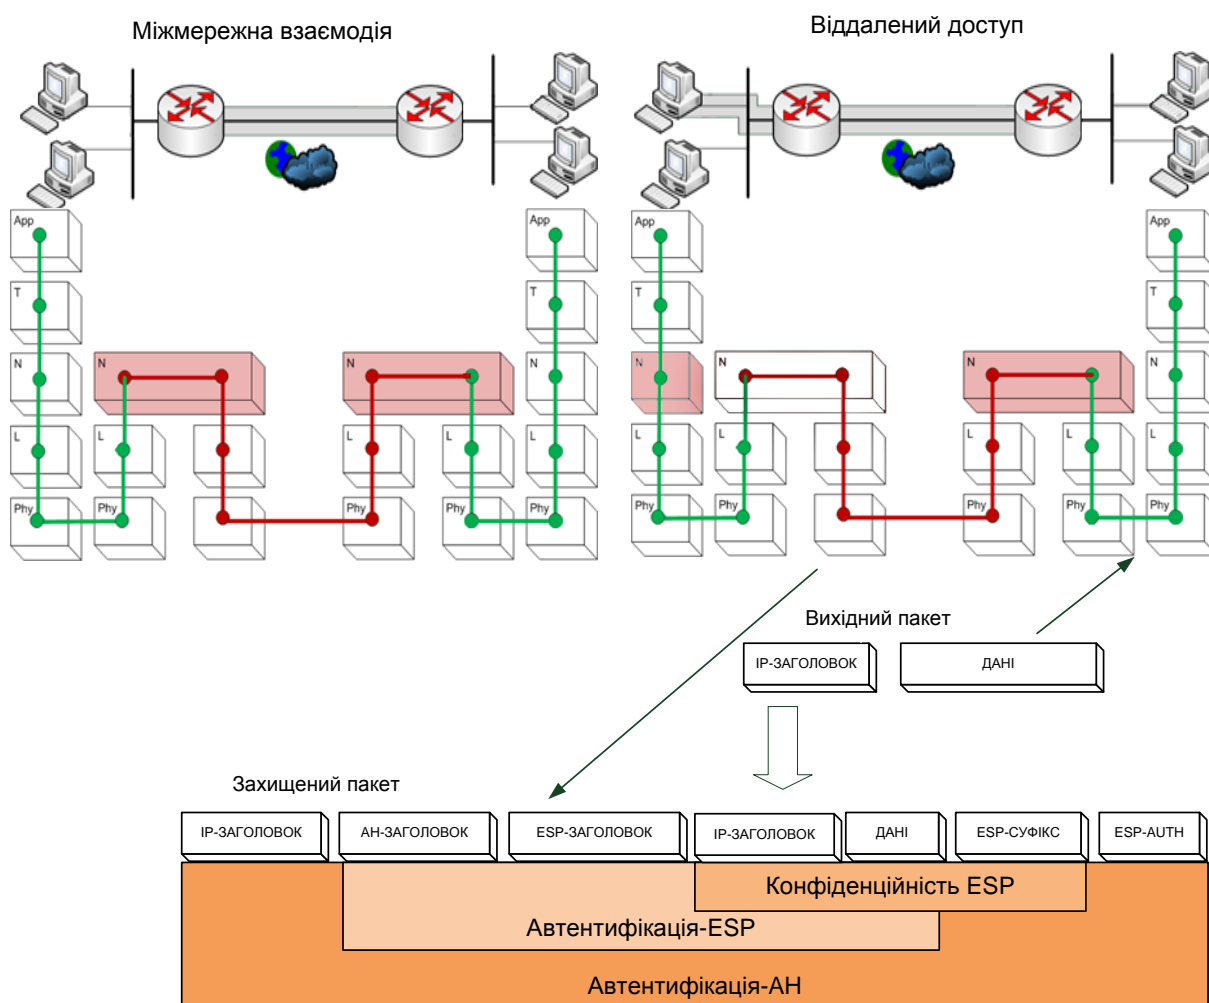 Міжмережна взаємодія
Віддалений доступ
App
App
App
App
T
T
T
T
N
N
N
N
N
N
N
N
L
L
L
L
L
L
L
L
L
L
Phy
Phy
Phy
Phy
Phy
Phy
Phy
Phy
Phy
Phy
Вихідний пакет
IP-ЗАГОЛОВОК
ДАНІ
Захищений пакет
IP-ЗАГОЛОВОК
АН-ЗАГОЛОВОК
ESP-ЗАГОЛОВОК
IP-ЗАГОЛОВОК
ДАНІ
ESP-СУФІКС
ESP-AUTH
Конфіденційність ESP
Автентифікація-ESP
Автентифікація-АН